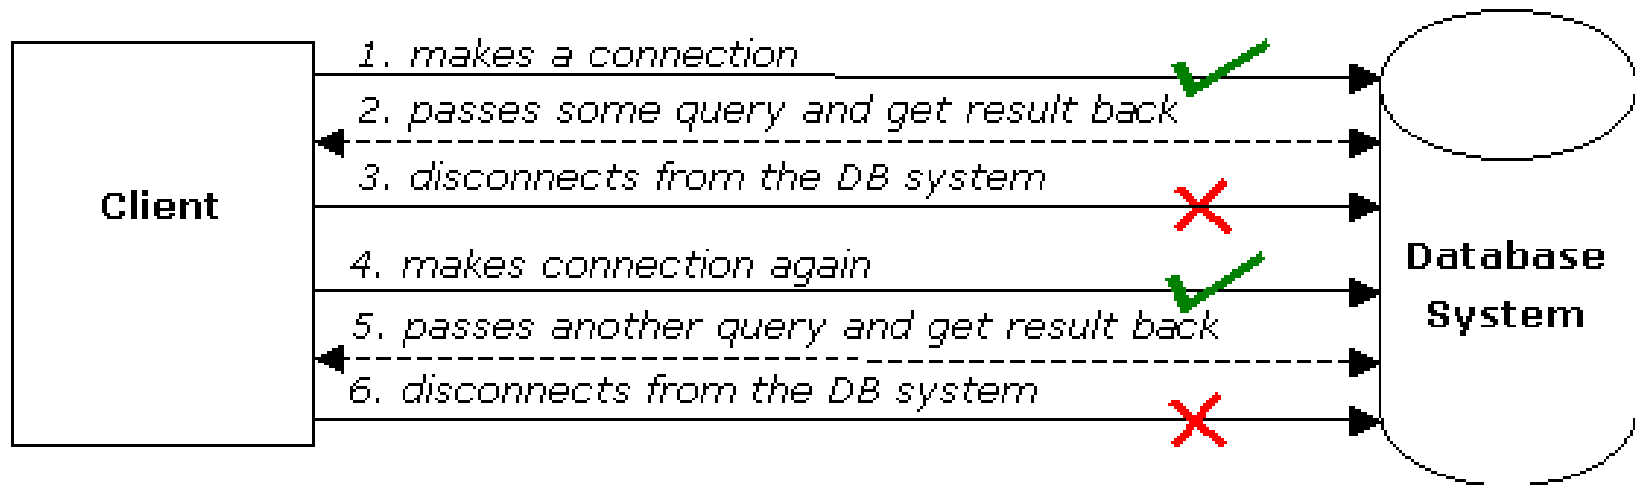 1. makes a connection
2. passes some query and get result back
3. disconnects from the DB system
Client
4. makes connection again
Database
System
5. passes another query and get result back
6. disconnects from the DB system